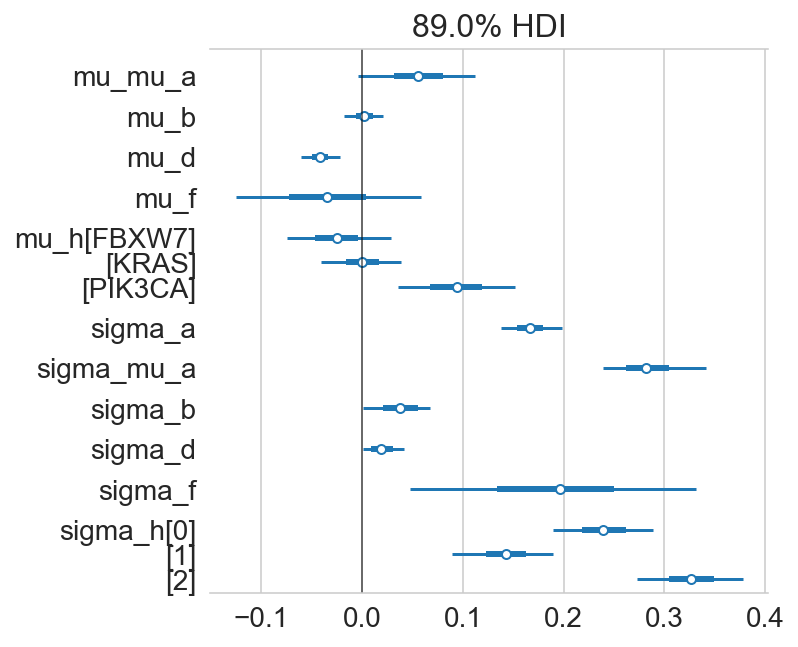 89.0% HDI
mu_mu_a
mu_b
mu_d
mu_f
mu_h[FBXW7]
[KRAS]
[PIK3CA]
sigma_a
sigma_mu_a
sigma_b
sigma_d
sigma_f
sigma_h[0]
[1]
[2]
−0.1 0.0 0.1 0.2 0.3 0.4